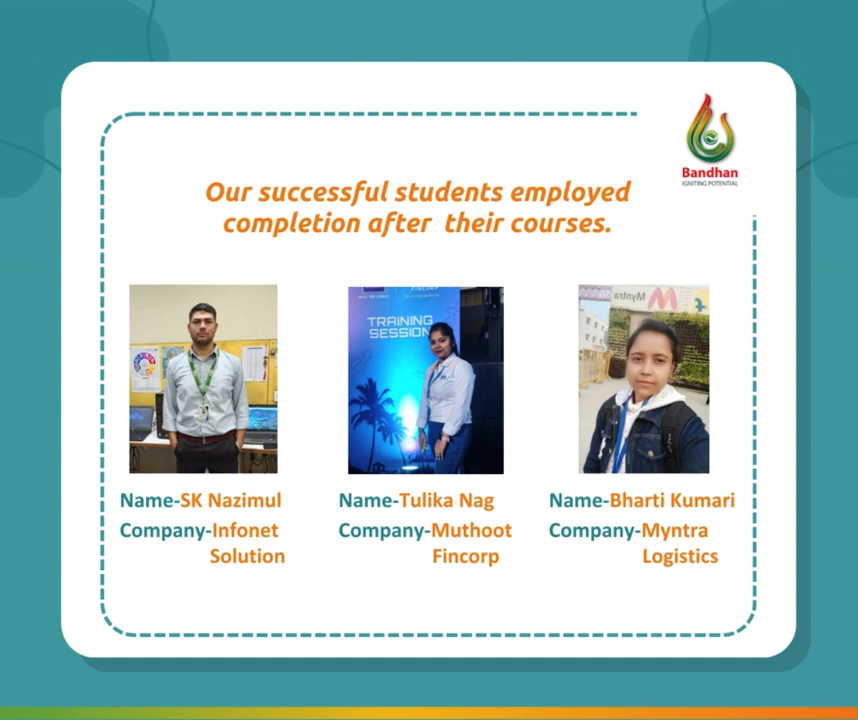 Bandhan
IGNITING POTENTIAL
Our successful students employed
completion after their courses.
TRAINING
SESSION
Myntra
Name-SK Nazimul
Company-Infonet
Solution
Name-Tulika Nag
Company-Muthoot
Fincorp
Name-Bharti Kumari
Company-Myntra
Logistics